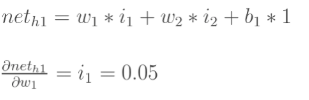 net_{h1} = w_1 * i_1 + w_2 * i_2 + b_1 * 1
\frac{\partial net_{h1}}{\partial w_1} = i_1 = 0.05